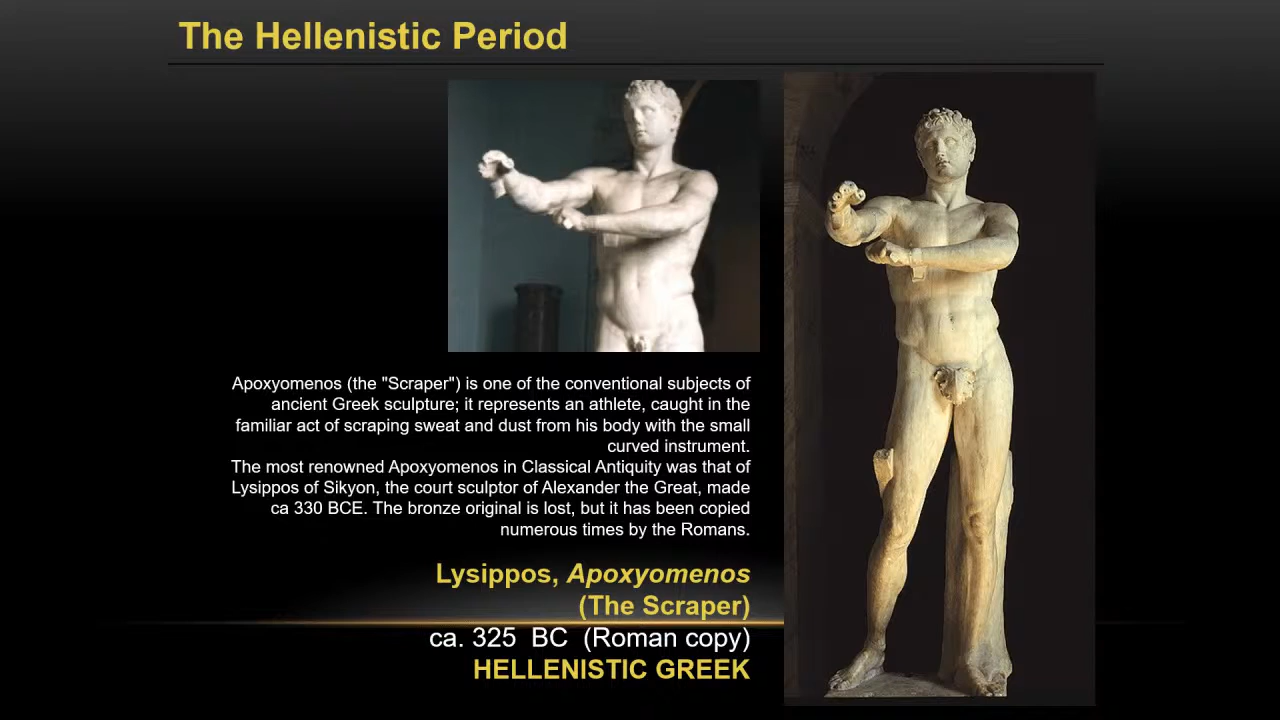 The Hellenistic Period
Apoxyomenos (the "Scraper") is one of the conventional subjects of
ancient Greek sculpture; it represents an athlete, caught in the
familiar act of scraping sweat and dust from his body with the small
curved instrument.
The most renowned Apoxyomenos in Classical Antiquity was that of
Lysippos of Sikyon, the court sculptor of Alexander the Great, made
ca 330 BCE. The bronze original is lost, but it has been copied
numerous times by the Romans.
Lysippos, Apoxyomenos
(The Scraper)
ca. 325 BC (Roman copy)
HELLENISTIC GREEK